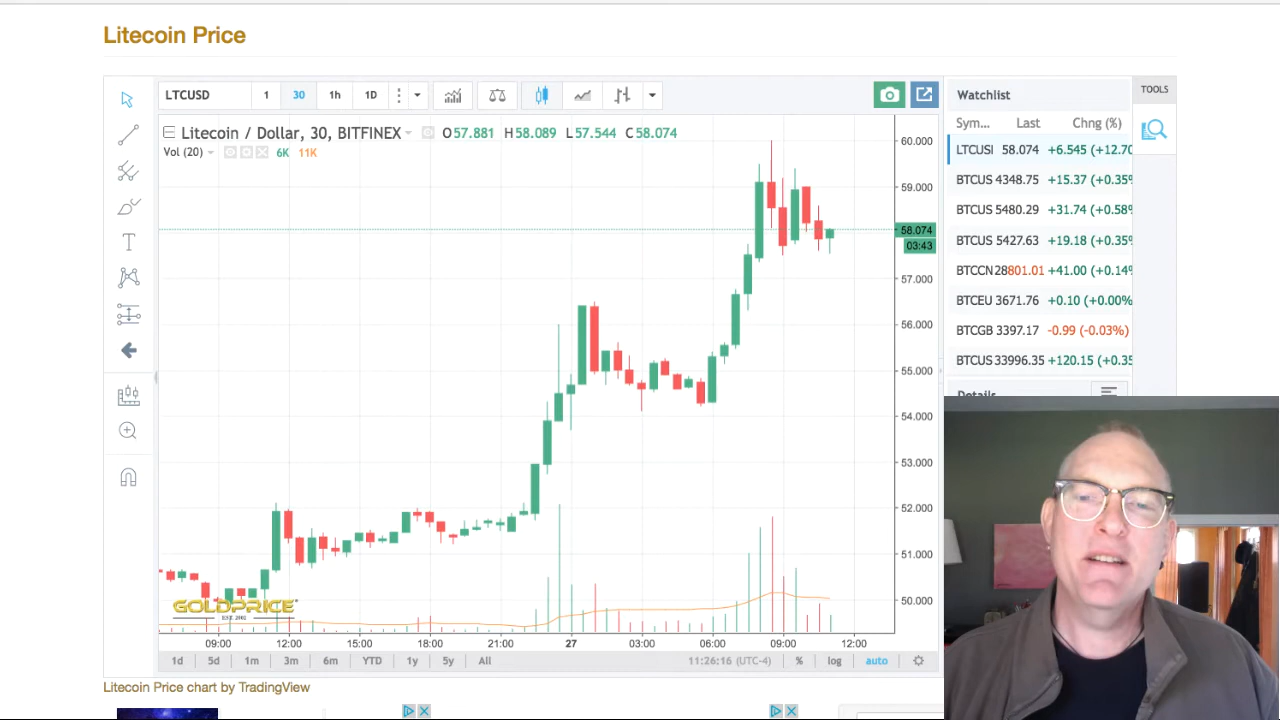 Litecoin Price
LTCUSD 1 30 1h 1D
Litecoin / Dollar, 30, BITFINEX O57.881 H58.089 L57.544 C58.074
Vol (20) 6K 11K
60.000
59.000
58.074
03:43
57.000
56.000
55.000
54.000
53.000
52.000
51.000
50.000
GOLDPRICE
EST. 2002
09:00 12:00 15:00 18:00 21:00 27 03:00 06:00 09:00 12:00
1d 5d 1m 3m 6m YTD 1y 5y All 11:26:16 (UTC-4) % log auto
Litecoin Price chart by TradingView
Watchlist
TOOLS
Sym... Last Chng (%)
LTCUSI 58.074 +6.545 (+12.70
BTCUS 4348.75 +15.37 (+0.35%
BTCUS 5480.29 +31.74 (+0.58%
BTCUS 5427.63 +19.18 (+0.35%
BTCCN 28801.01 +41.00 (+0.14%
BTCEU 3671.76 +0.10 (+0.00%
BTCGB 3397.17 -0.99 (-0.03%)
BTCUS 33996.35 +120.15 (+0.35
Details